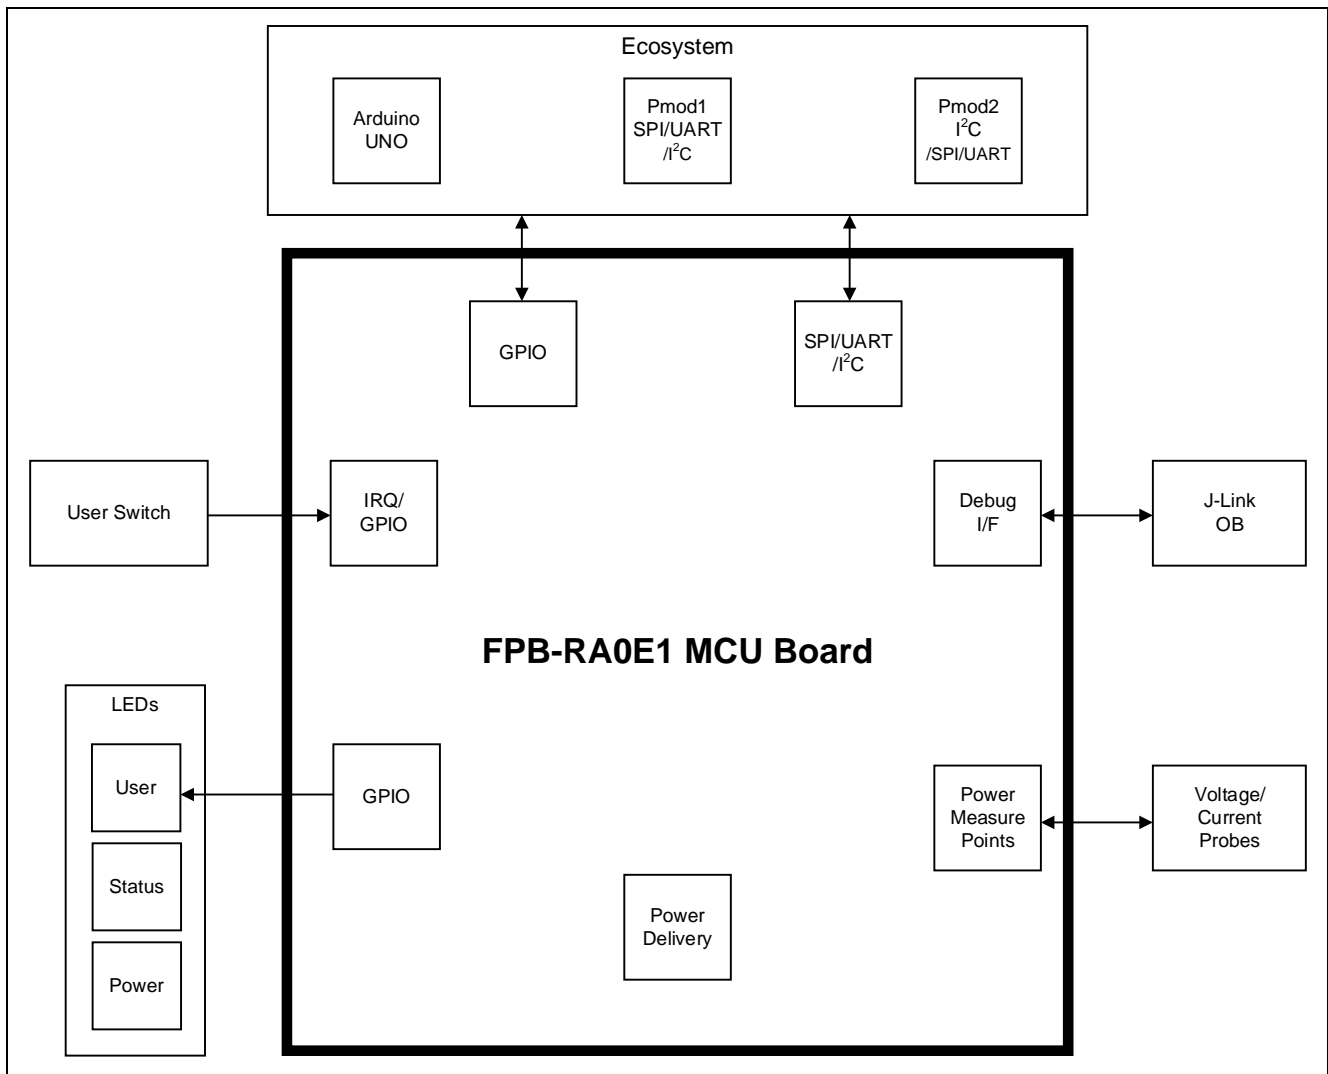 Ecosystem
Arduino
UNO
Pmod1
SPI/UART
/I²C
Pmod2
I²C
/SPI/UART
GPIO
SPI/UART
/I²C
User Switch
IRQ/
GPIO
Debug
I/F
J-Link
OB
FPB-RA0E1 MCU Board
LEDs
User
Status
Power
GPIO
Power
Measure
Points
Voltage/
Current
Probes
Power
Delivery